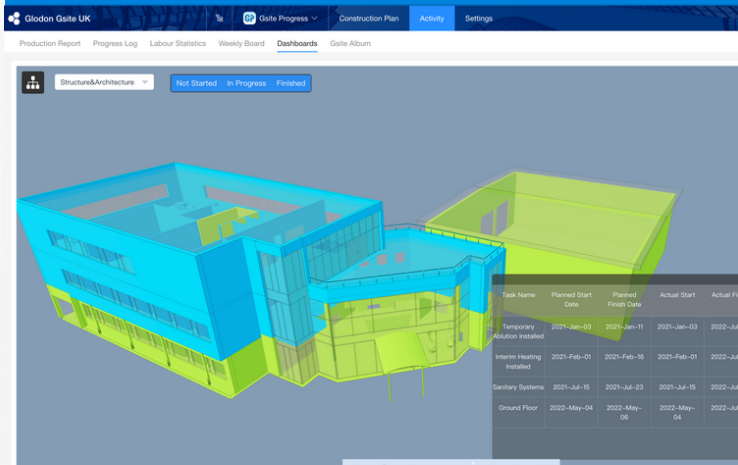 Glodon Gsite UK
GP Gsite Progress
Construction Plan
Activity
Settings
Production Report
Progress Log
Labour Statistics
Weekly Board
Dashboards
Gsite Album
Structure&Architecture
Not Started
In Progress
Finished
Task Name
Planned Start
Date
Planned
Finish Date
Actual Start
Actual Fi
Temporary
Ablution Installed
2021-Jan-03
2021-Jan-11
2021-Jan-03
2022-Jul
Interim Heating
Installed
2021-Feb-01
2021-Feb-16
2021-Feb-01
2022-Jul
Sanitary Systems
2021-Jul-15
2021-Jul-23
2021-Jul-15
2022-Jul
Ground Floor
2022-May-04
2022-May-
06
2022-May-
04
2022-Jul